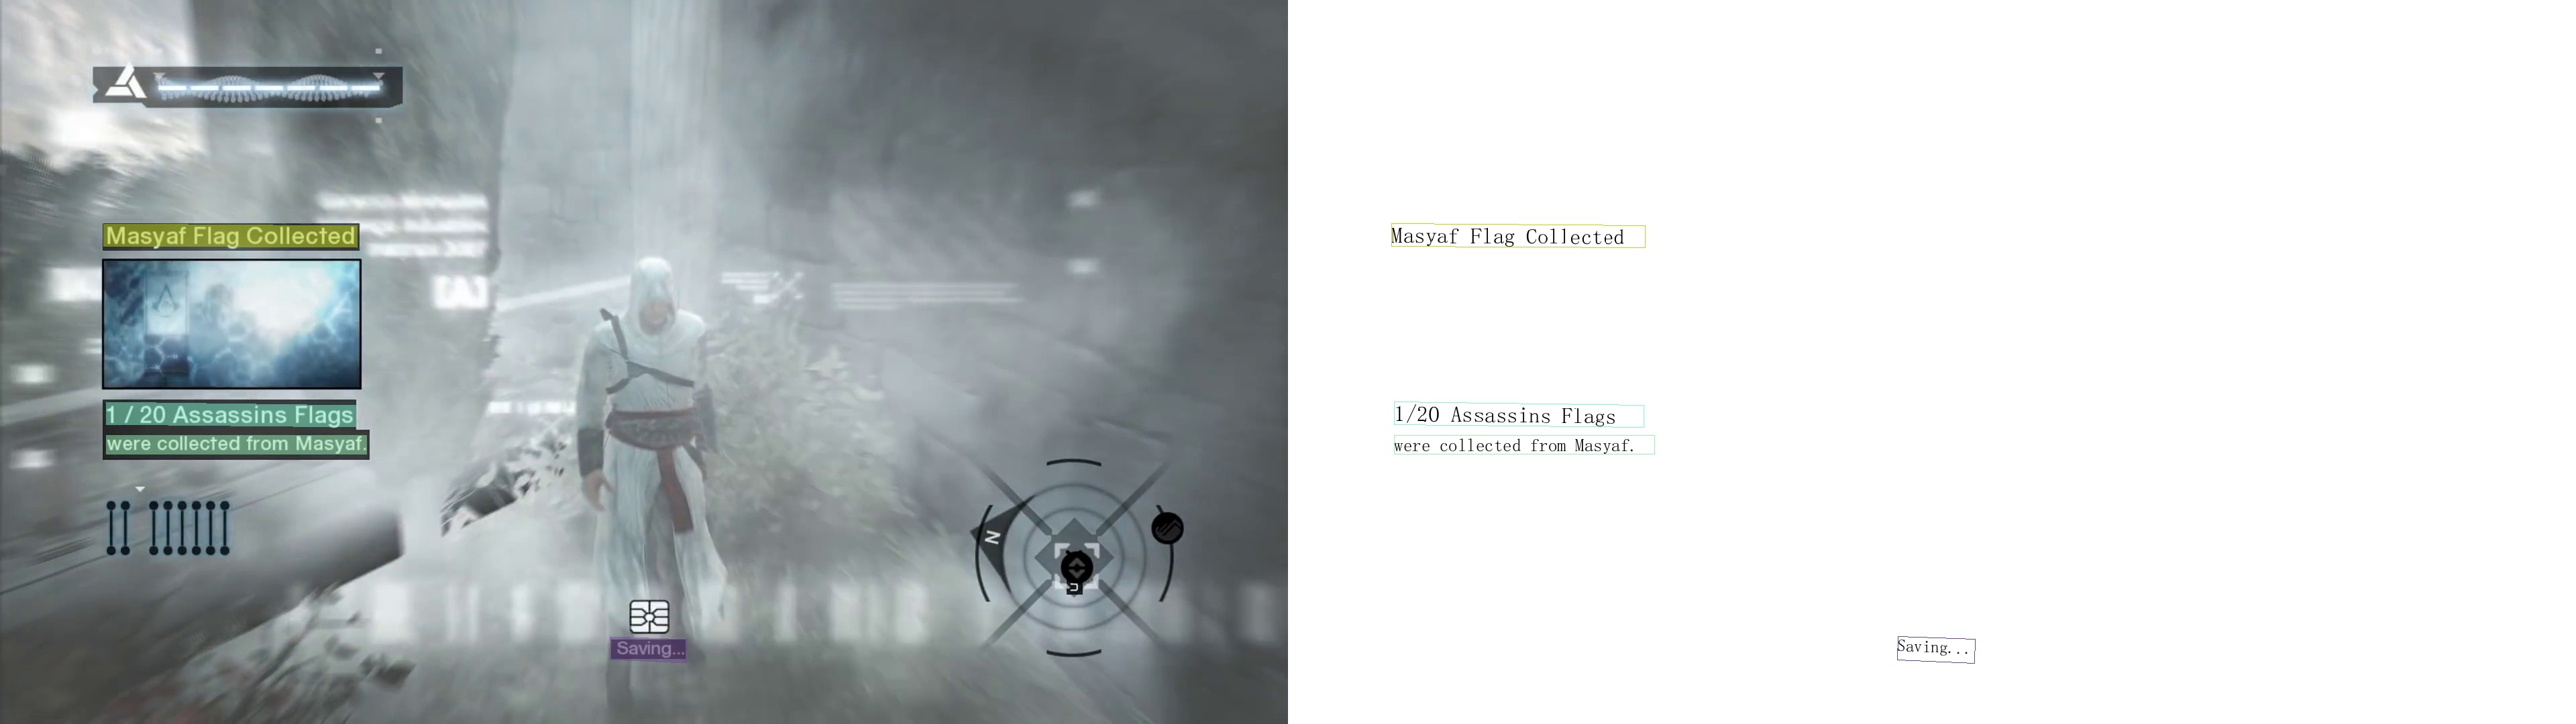 Masyaf Flag Collected
Masyaf Flag Collected
1 / 20 Assassins Flags
1/20 Assassins Flags
were collected from Masyaf.
were collected from Masyaf.
N
Saving...
Saving...